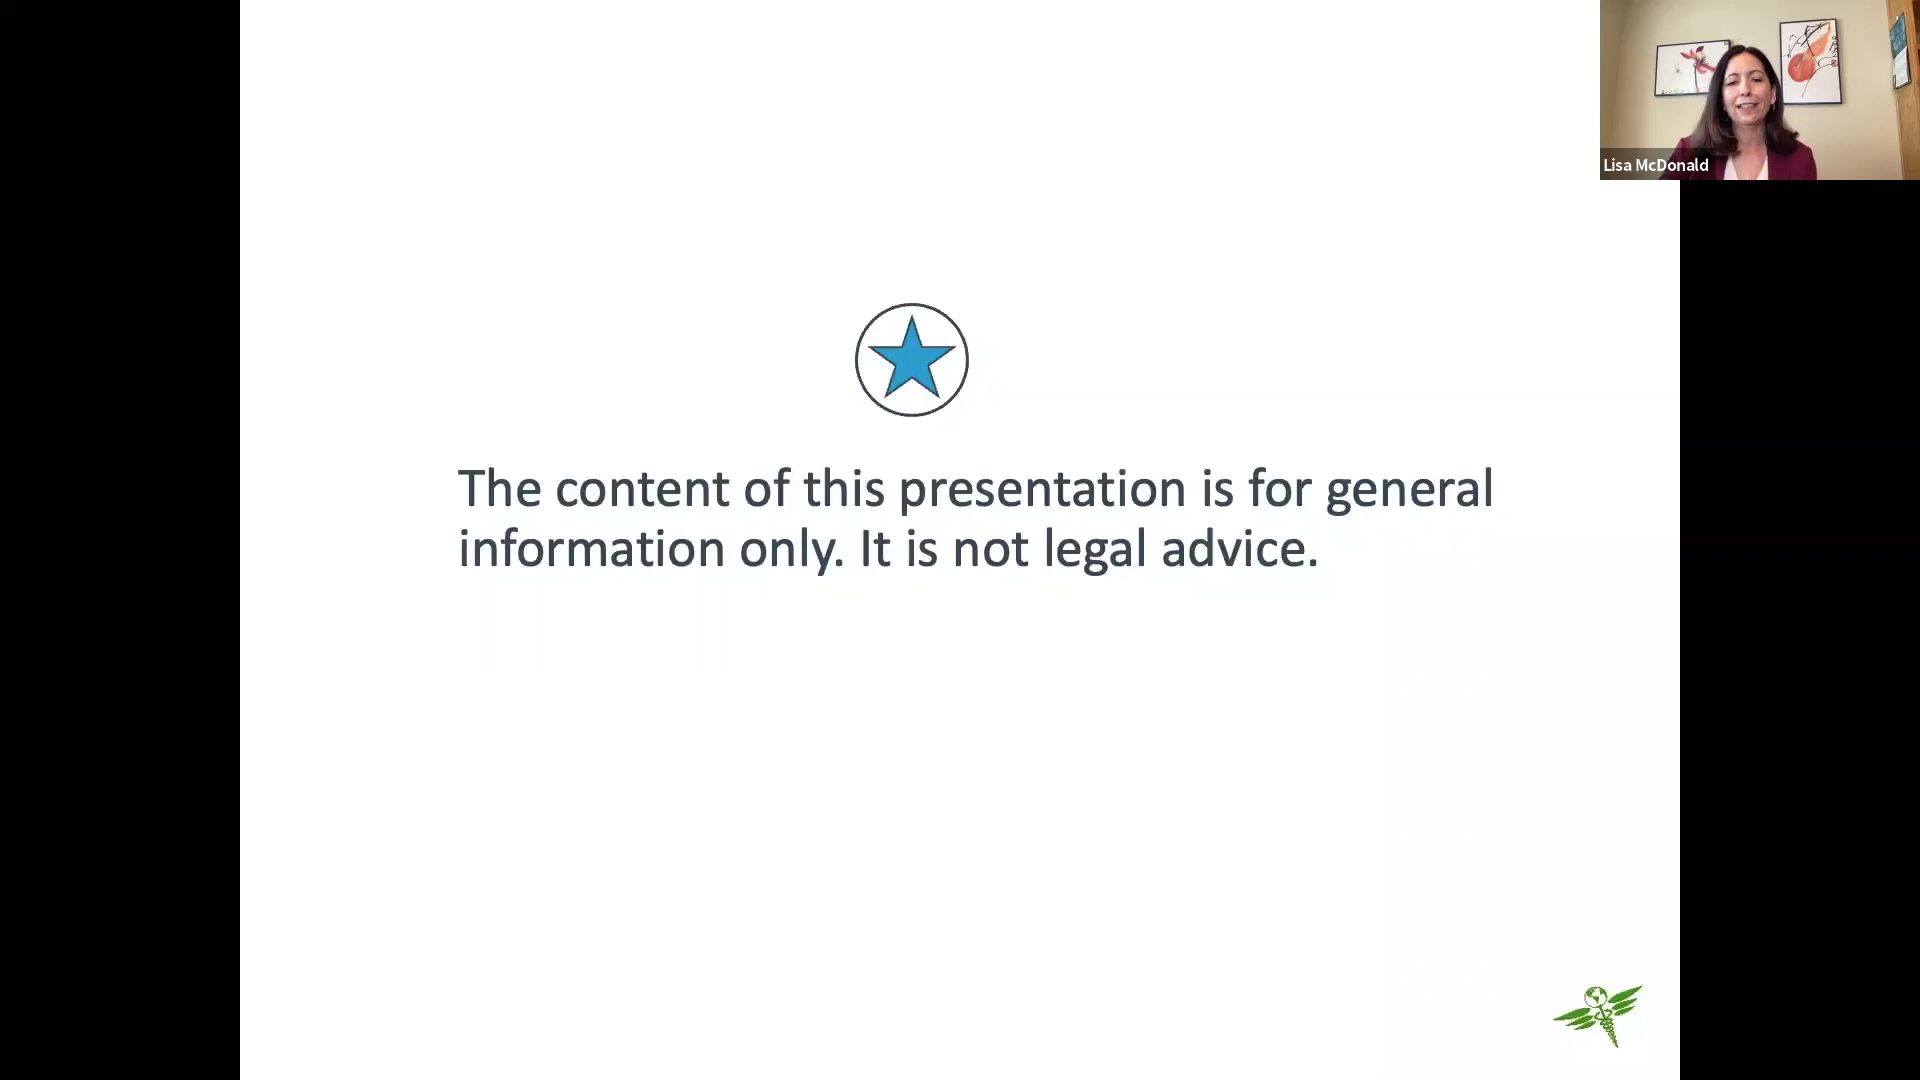 Lisa McDonald
The content of this presentation is for general
information only. It is not legal advice.